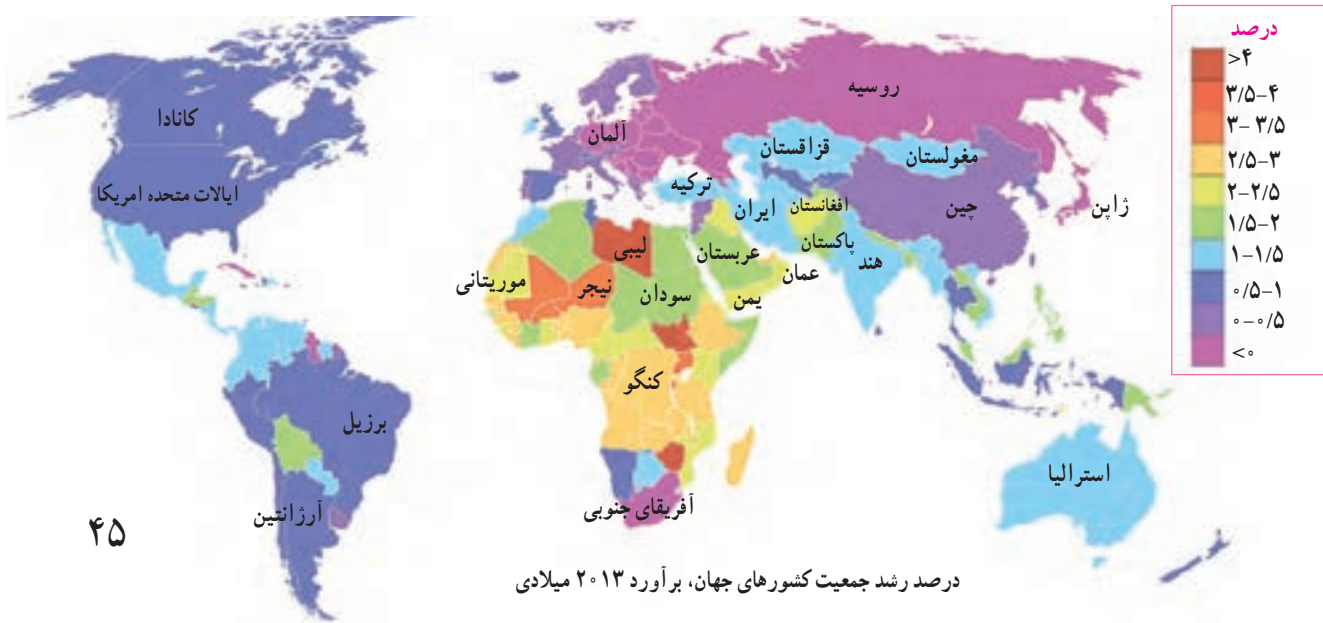 درصد
>۴
۳/۵-۴
۳-۳/۵
۲/۵-۳
۲-۲/۵
۱/۵-۲
۱-۱/۵
۰/۵-۱
۰-۰/۵
<۰
روسیه
کانادا
آلمان
قزاقستان
مغولستان
ترکیه
ایالات متحده امریکا
ایران
افغانستان
چین
ژاپن
لیبی
عربستان
پاکستان
هند
عمان
موریتانی
نیجر
سودان
یمن
کنگو
برزیل
استرالیا
آرژانتین
آفریقای جنوبی
۴۵
درصد رشد جمعیت کشورهای جهان، برآورد ۲۰۱۳ میلادی